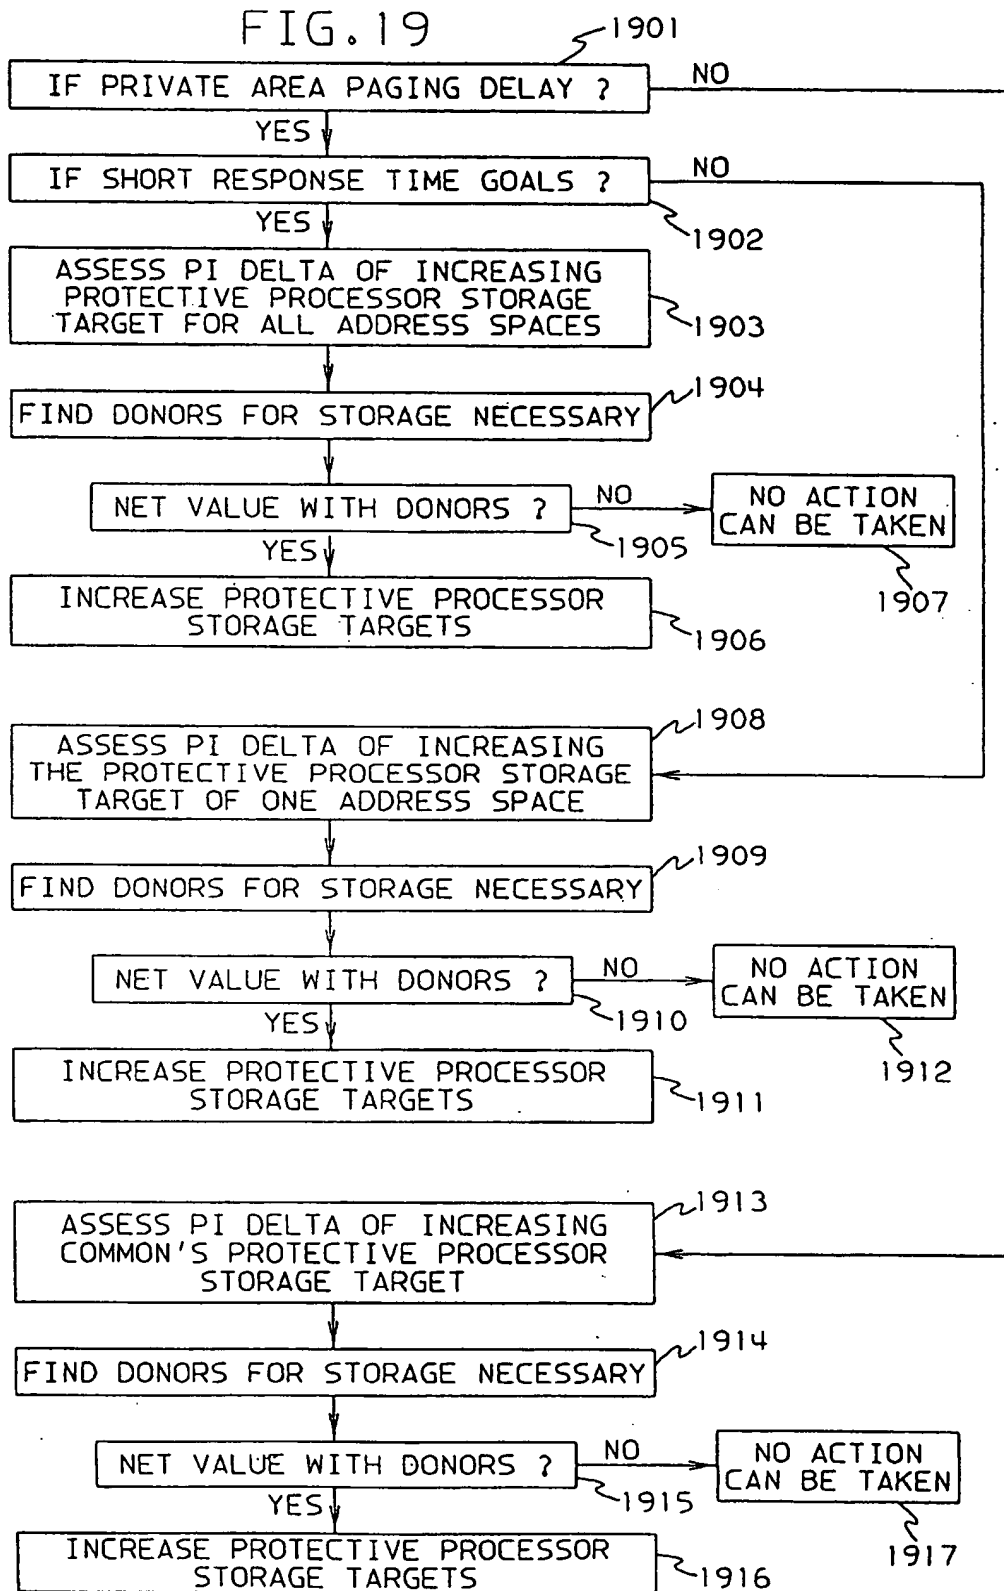 FIG.19
1901
IF PRIVATE AREA PAGING DELAY ?
NO
YES
IF SHORT RESPONSE TIME GOALS ?
NO
1902
YES
ASSESS PI DELTA OF INCREASING
PROTECTIVE PROCESSOR STORAGE
TARGET FOR ALL ADDRESS SPACES
1903
1904
FIND DONORS FOR STORAGE NECESSARY
NET VALUE WITH DONORS ?
NO
NO ACTION
CAN BE TAKEN
1905
YES
1907
INCREASE PROTECTIVE PROCESSOR
STORAGE TARGETS
1906
1908
ASSESS PI DELTA OF INCREASING
THE PROTECTIVE PROCESSOR STORAGE
TARGET OF ONE ADDRESS SPACE
1909
FIND DONORS FOR STORAGE NECESSARY
NET VALUE WITH DONORS ?
NO
NO ACTION
CAN BE TAKEN
1910
YES
1912
INCREASE PROTECTIVE PROCESSOR
STORAGE TARGETS
1911
1913
ASSESS PI DELTA OF INCREASING
COMMON'S PROTECTIVE PROCESSOR
STORAGE TARGET
1914
FIND DONORS FOR STORAGE NECESSARY
NET VALUE WITH DONORS ?
NO
NO ACTION
CAN BE TAKEN
1915
YES
1917
INCREASE PROTECTIVE PROCESSOR
STORAGE TARGETS
1916